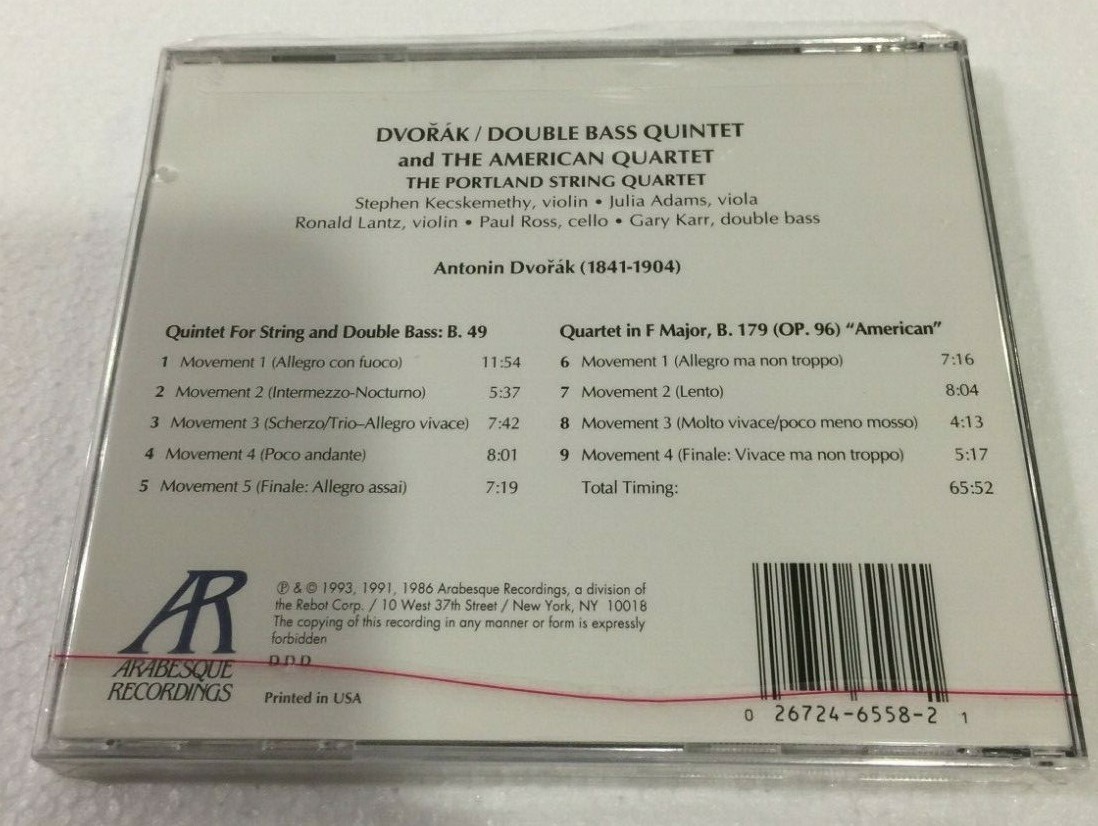 DVOŘÁK / DOUBLE BASS QUINTET
and THE AMERICAN QUARTET
THE PORTLAND STRING QUARTET
Stephen Kecskemethy, violin • Julia Adams, viola
Ronald Lantz, violin • Paul Ross, cello • Gary Karr, double bass
Antonin Dvořák (1841-1904)
Quintet For String and Double Bass: B. 49
1 Movement 1 (Allegro con fuoco) 11:54
2 Movement 2 (Intermezzo-Nocturno) 5:37
3 Movement 3 (Scherzo/Trio–Allegro vivace) 7:42
4 Movement 4 (Poco andante) 8:01
5 Movement 5 (Finale: Allegro assai) 7:19
Quartet in F Major, B. 179 (OP. 96) “American”
6 Movement 1 (Allegro ma non troppo) 7:16
7 Movement 2 (Lento) 8:04
8 Movement 3 (Molto vivace/poco meno mosso) 4:13
9 Movement 4 (Finale: Vivace ma non troppo) 5:17
Total Timing: 65:52
AR
ARABESQUE
RECORDINGS
℗ & © 1993, 1991, 1986 Arabesque Recordings, a division of
the Rebot Corp. / 10 West 37th Street / New York, NY 10018
The copying of this recording in any manner or form is expressly
forbidden
D D D
Printed in USA
0 26724-6558-2 1